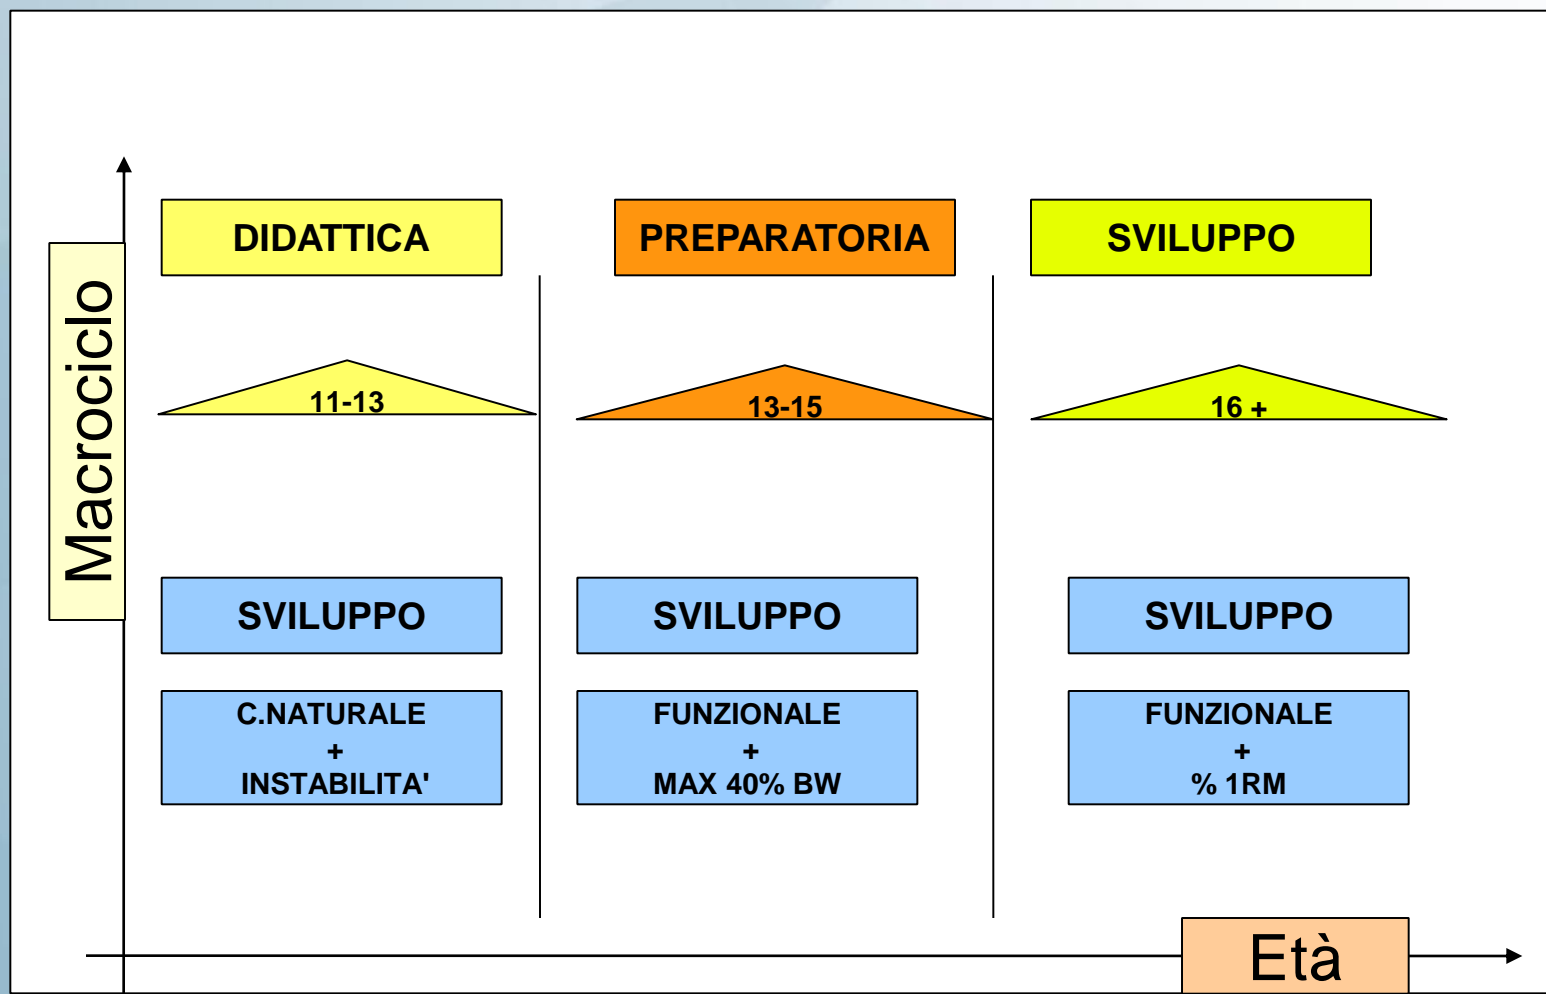 DIDATTICA
PREPARATORIA
SVILUPPO
Macrociclo
11-13
13-15
16 +
SVILUPPO
SVILUPPO
SVILUPPO
C.NATURALE
+
INSTABILITA'
FUNZIONALE
+
MAX 40% BW
FUNZIONALE
+
% 1RM
Età